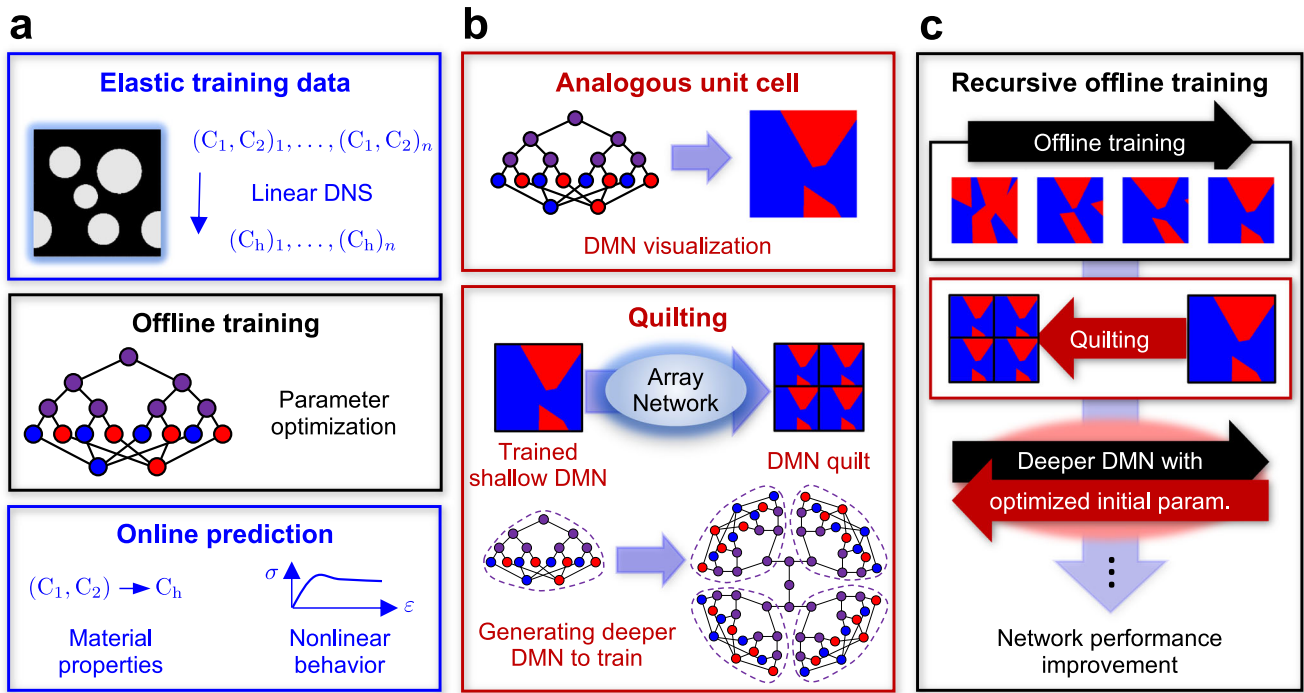 a
Elastic training data
(C₁, C₂)₁, . . . , (C₁, C₂)ₙ
Linear DNS
(Cₕ)₁, . . . , (Cₕ)ₙ
Offline training
Parameter
optimization
Online prediction
(C₁, C₂) → Cₕ
Material
properties
σ
ε
Nonlinear
behavior
b
Analogous unit cell
DMN visualization
Quilting
Array
Network
Trained
shallow DMN
DMN quilt
Generating deeper
DMN to train
c
Recursive offline training
Offline training
Quilting
Deeper DMN with
optimized initial param.
⋮
Network performance
improvement